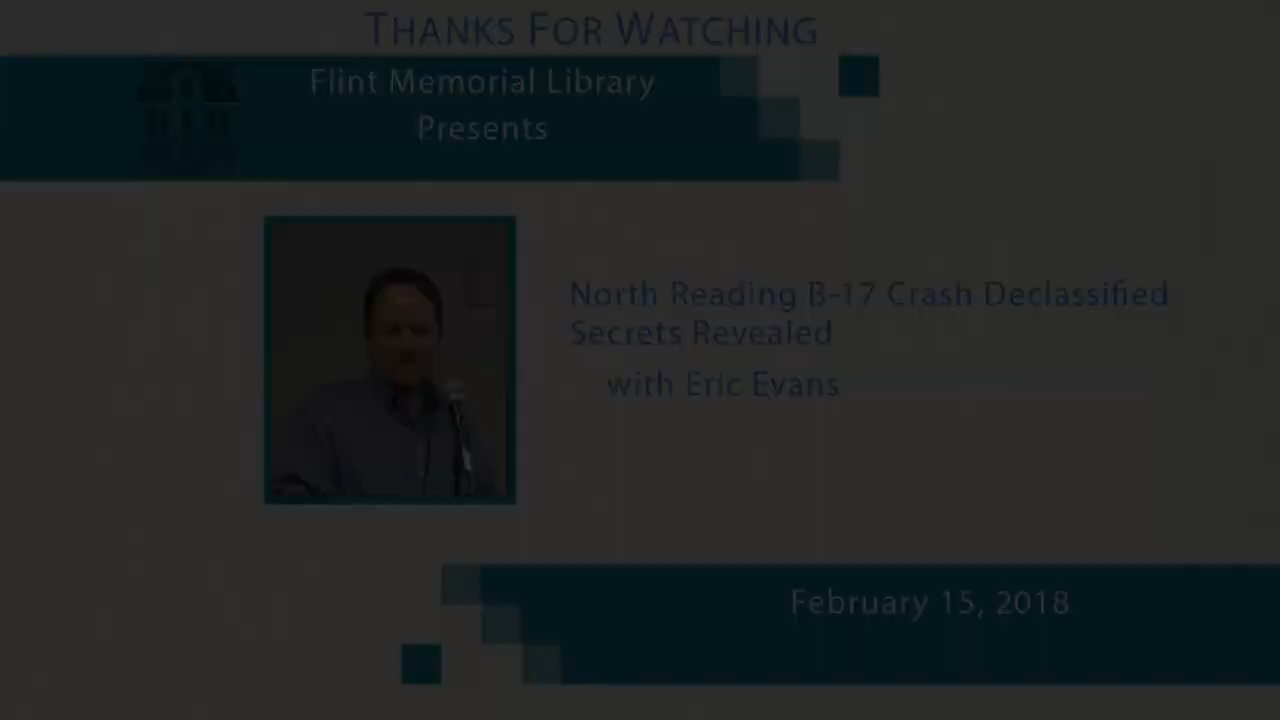 THANKS FOR WATCHING
Flint Memorial Library
Presents
North Reading B-17 Crash Declassified
Secrets Revealed
with Eric Evans
February 15, 2018